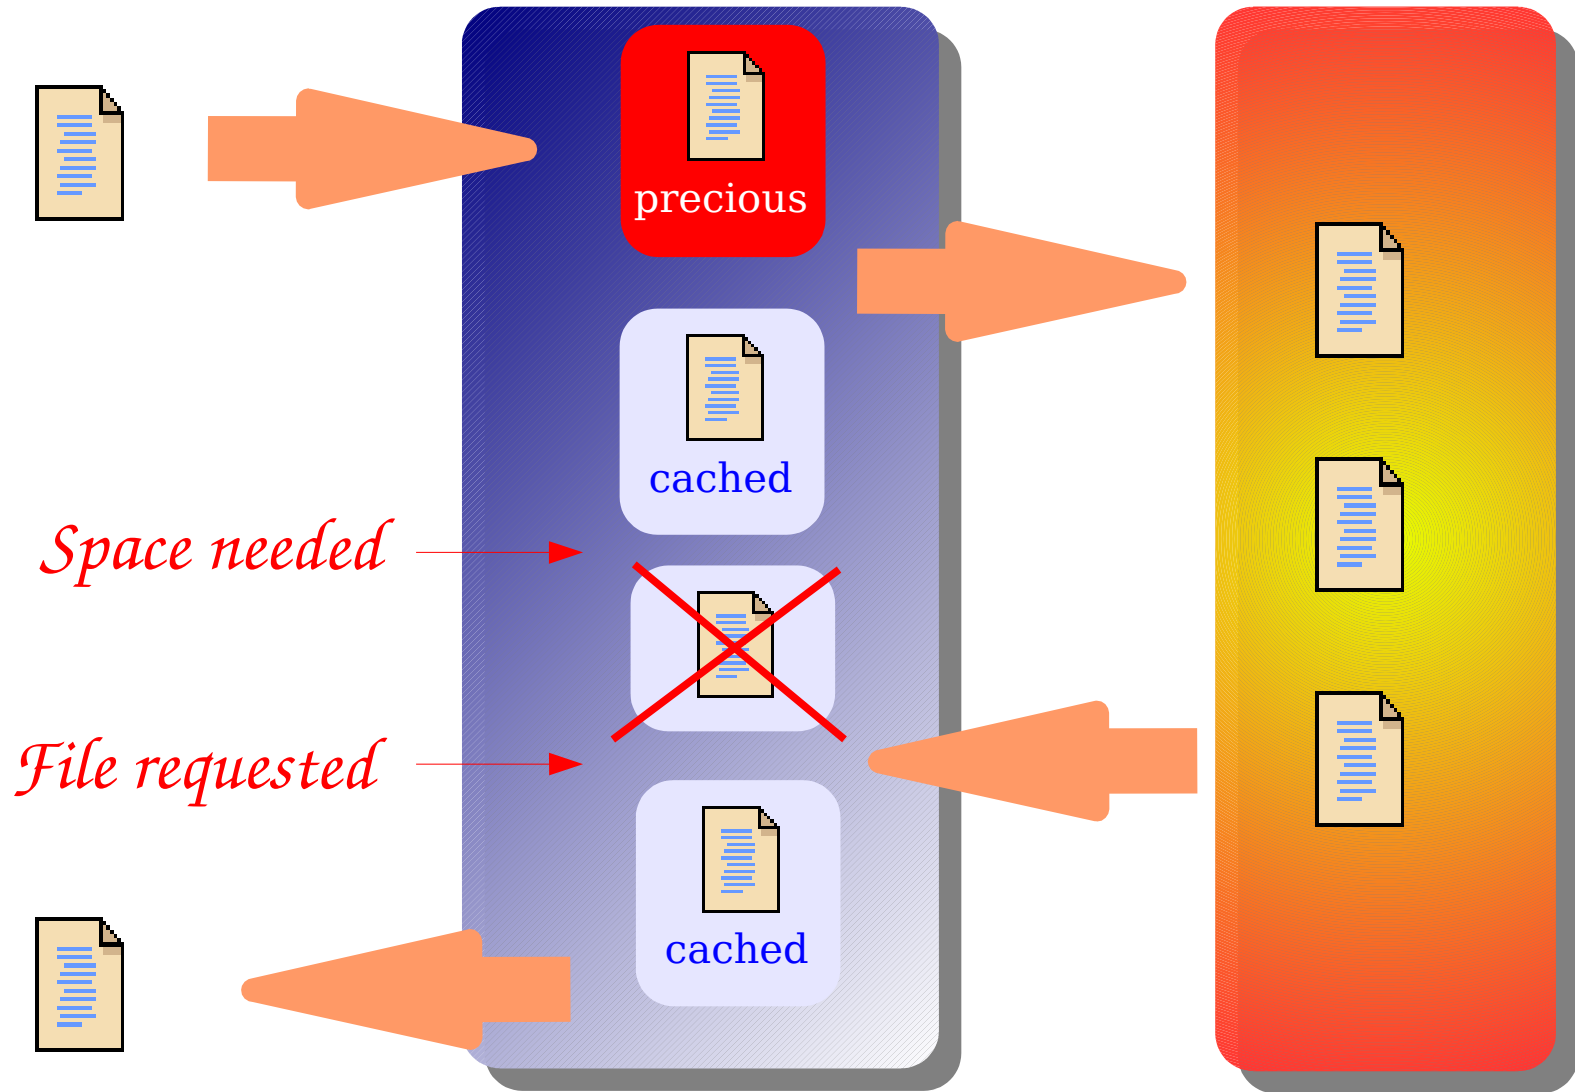 precious
cached
Space needed
File requested
cached